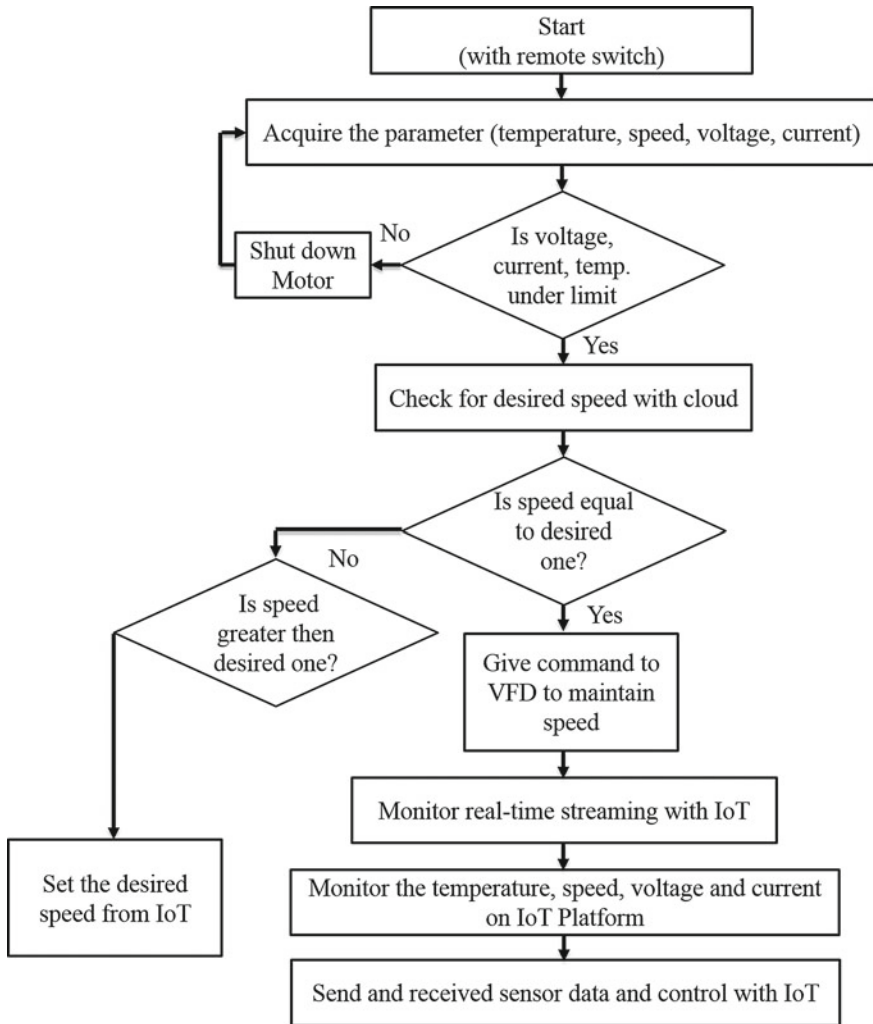 Start
(with remote switch)
Acquire the parameter (temperature, speed, voltage, current)
No
Is voltage,
current, temp.
under limit
Shut down
Motor
Yes
Check for desired speed with cloud
Is speed equal
to desired
one?
No
Is speed
greater then
desired one?
Yes
Give command to
VFD to maintain
speed
Monitor real-time streaming with IoT
Set the desired
speed from IoT
Monitor the temperature, speed, voltage and current
on IoT Platform
Send and received sensor data and control with IoT